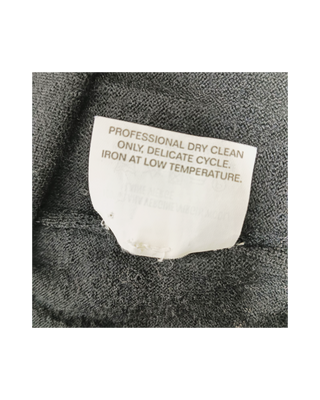 PROFESSIONAL DRY CLEAN
ONLY, DELICATE CYCLE.
IRON AT LOW TEMPERATURE.